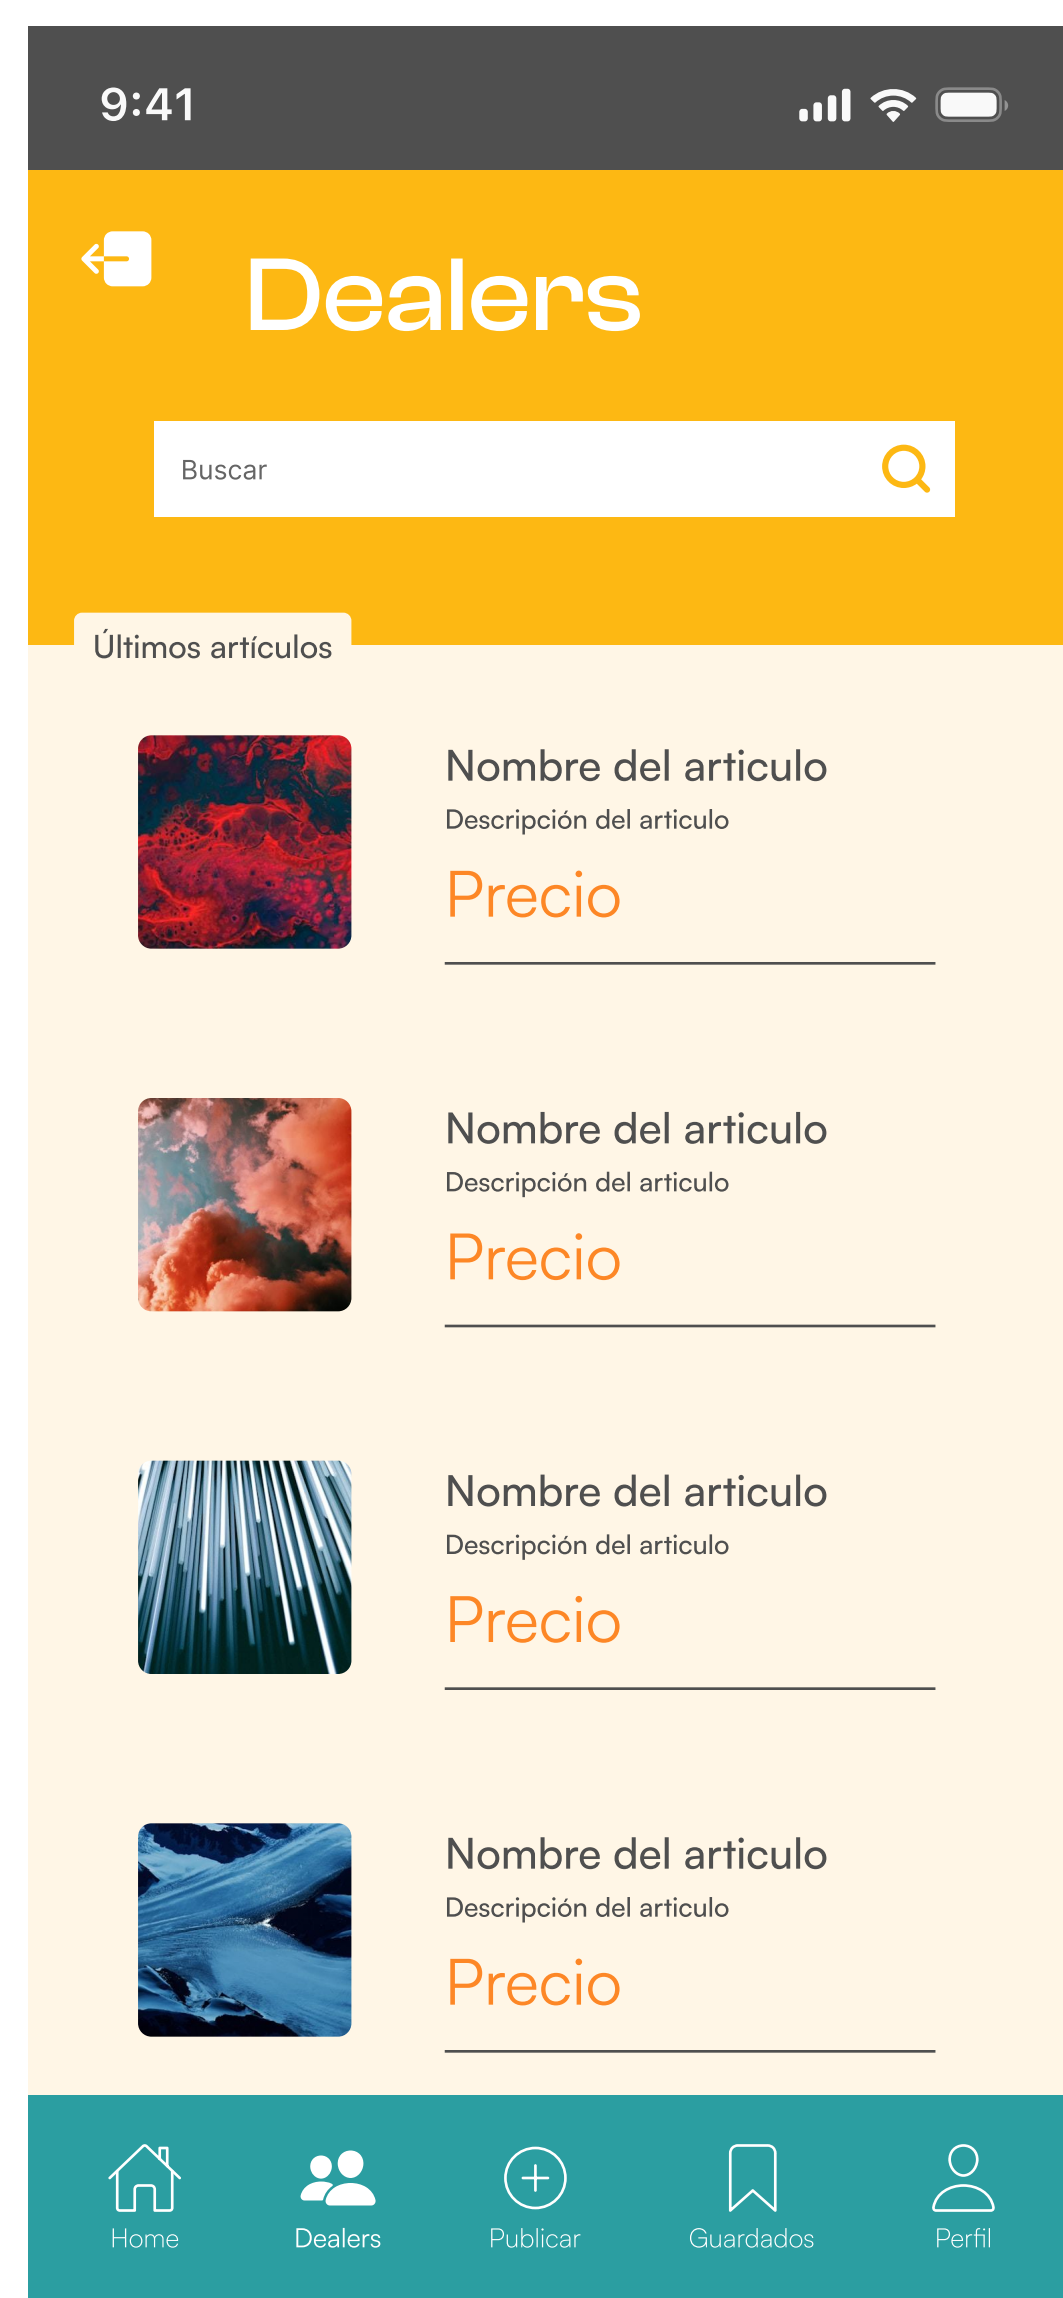 9:41
Dealers
Buscar
Últimos artículos
Nombre del articulo
Descripción del articulo
Precio
Nombre del articulo
Descripción del articulo
Precio
Nombre del articulo
Descripción del articulo
Precio
Nombre del articulo
Descripción del articulo
Precio
Home
Dealers
Publicar
Guardados
Perfil